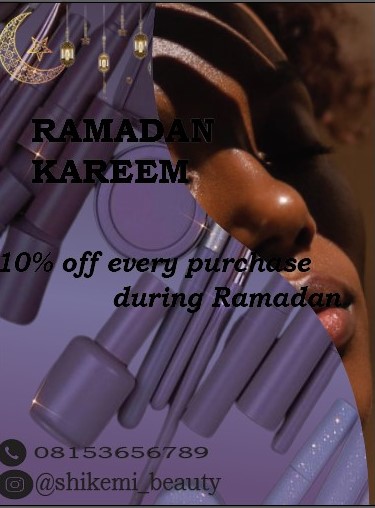 RAMADAN
KAREEM
10% off every purchase
during Ramadan.
08153656789
@shikemi_beauty